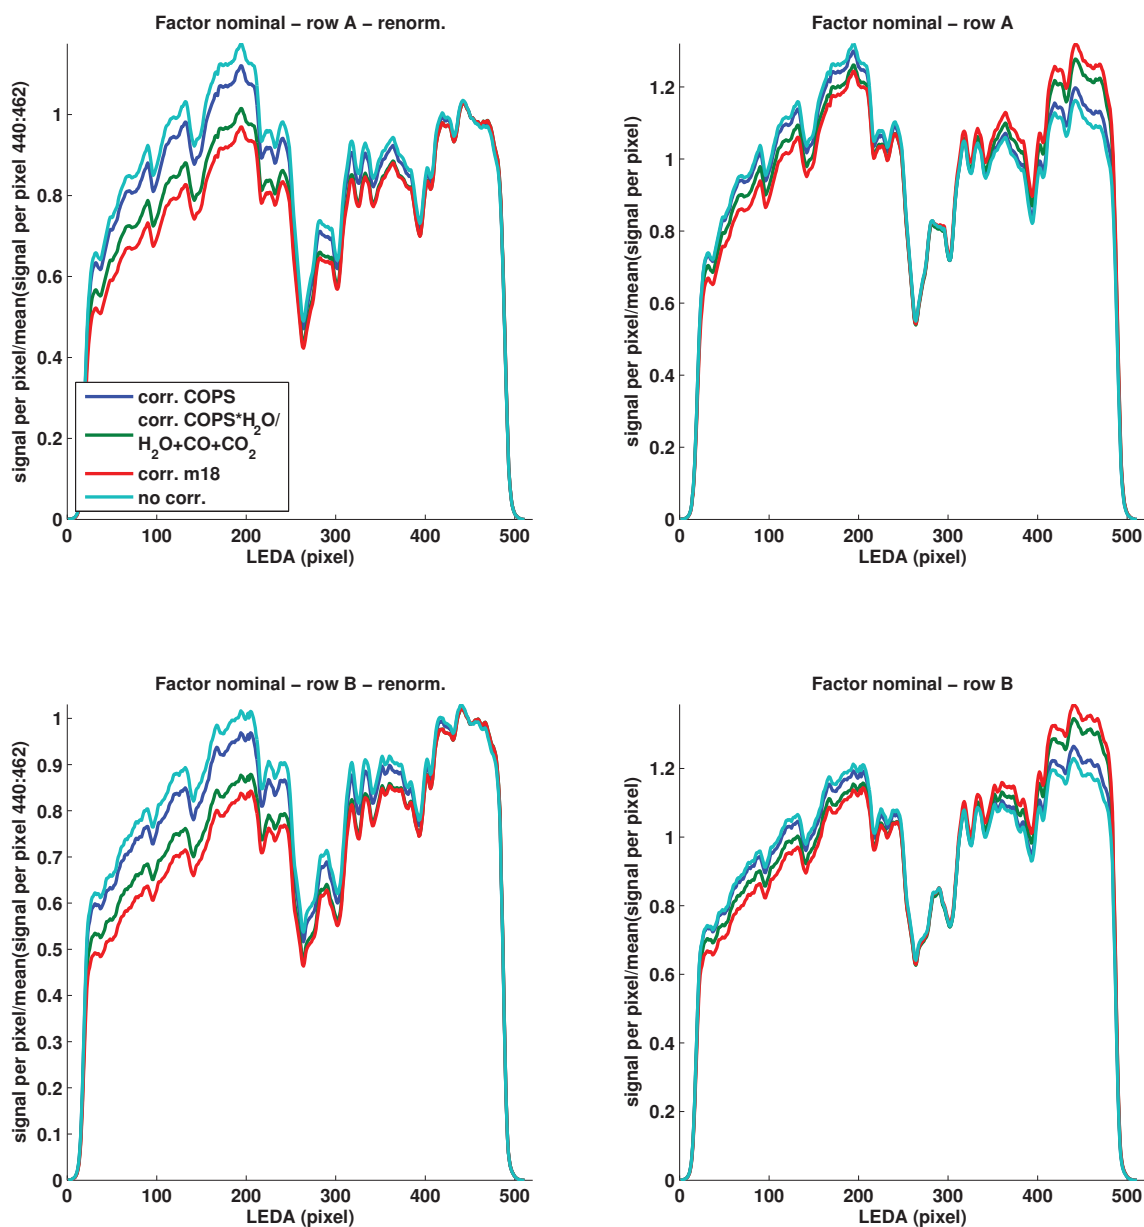 Factor nominal − row A − renorm.
signal per pixel/mean(signal per pixel 440:462)
1
0.8
0.6
0.4
0.2
0
corr. COPS
corr. COPS*H2O/
H2O+CO+CO2
corr. m18
no corr.
0 100 200 300 400 500
LEDA (pixel)
Factor nominal − row A
signal per pixel/mean(signal per pixel)
1.2
1
0.8
0.6
0.4
0.2
0
0 100 200 300 400 500
LEDA (pixel)
Factor nominal − row B − renorm.
signal per pixel/mean(signal per pixel 440:462)
1
0.9
0.8
0.7
0.6
0.5
0.4
0.3
0.2
0.1
0
0 100 200 300 400 500
LEDA (pixel)
Factor nominal − row B
signal per pixel/mean(signal per pixel)
1.2
1
0.8
0.6
0.4
0.2
0
0 100 200 300 400 500
LEDA (pixel)